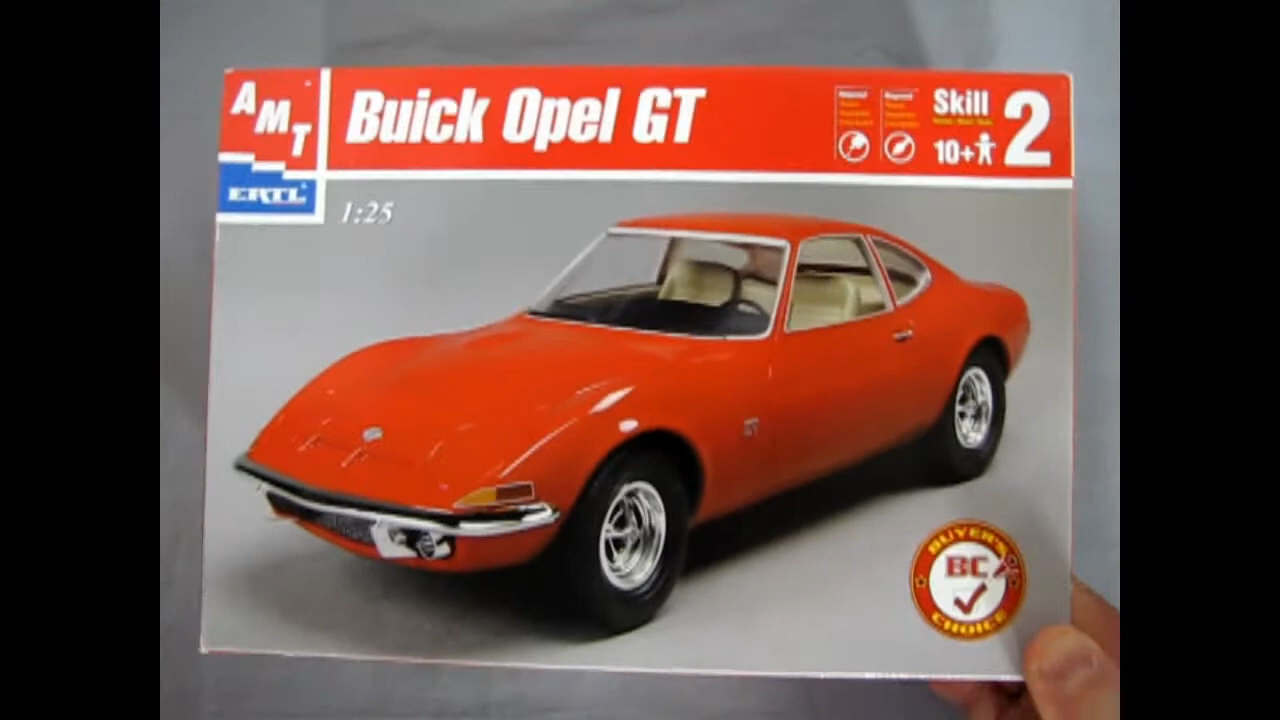 AMT
ERTL
Buick Opel GT
Skill 2
10+
1:25
BUYER'S
BC
CHOICE